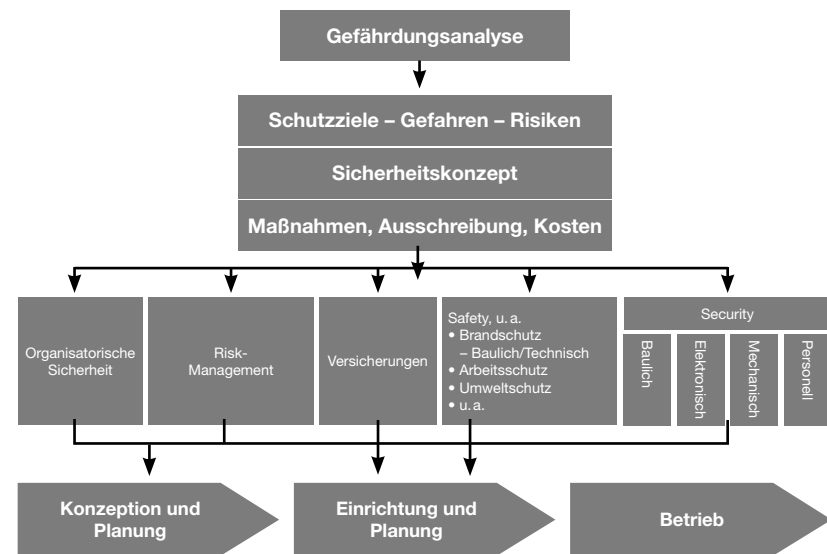 Gefährdungsanalyse
Schutzziele – Gefahren – Risiken
Sicherheitskonzept
Maßnahmen, Ausschreibung, Kosten
Organisatorische
Sicherheit
Risk-
Management
Versicherungen
Safety, u. a.
• Brandschutz
– Baulich/Technisch
• Arbeitsschutz
• Umweltschutz
• u. a.
Security
Baulich
Elektronisch
Mechanisch
Personell
Konzeption und
Planung
Einrichtung und
Planung
Betrieb